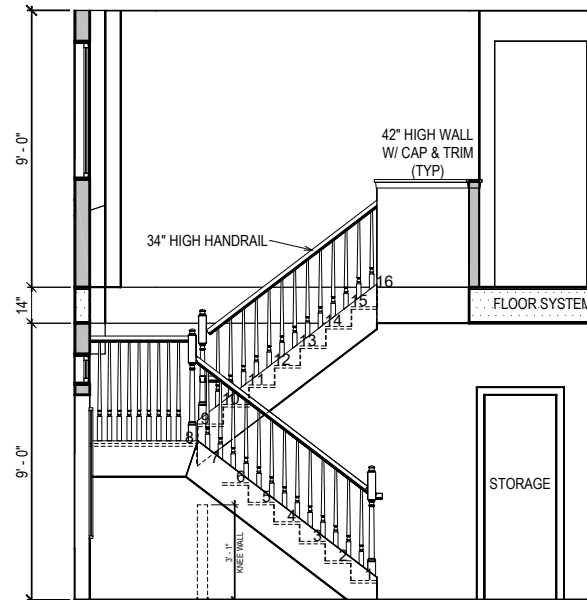 9' - 0"
42" HIGH WALL
W/ CAP & TRIM
(TYP)
34" HIGH HANDRAIL
16
15
14"
FLOOR SYSTEM
14
13
12
11
10
9
8
7
6
9' - 0"
5
STORAGE
4
3
3' - 1"
KNEE WALL
2
1